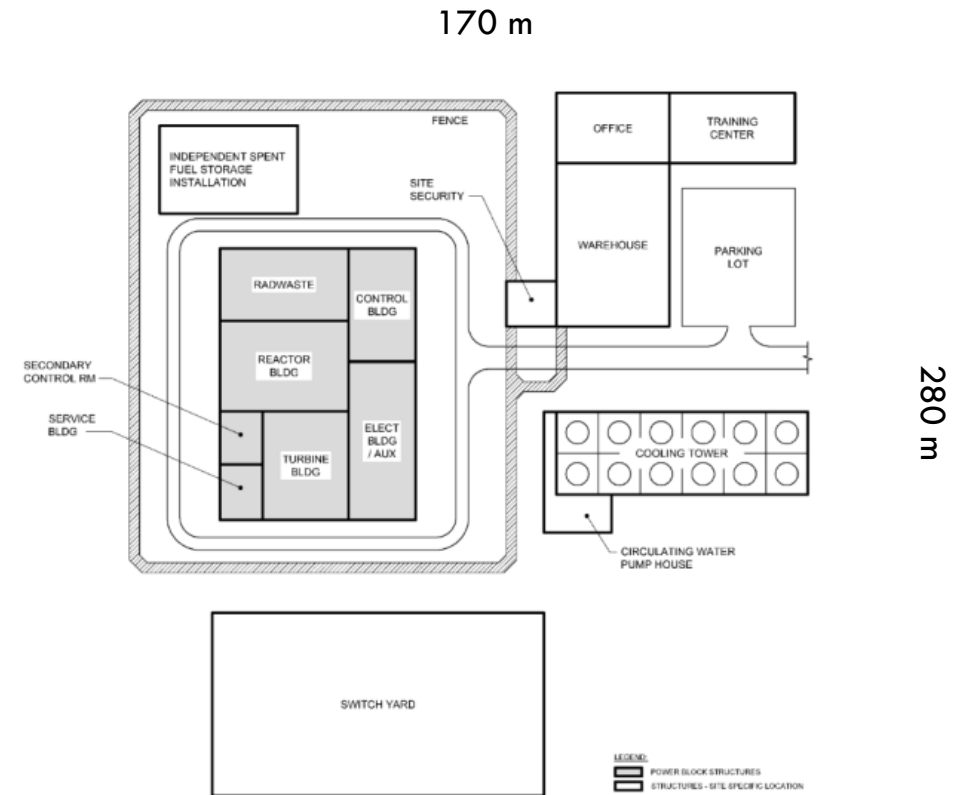 170 m
FENCE
OFFICE
TRAINING
CENTER
INDEPENDENT SPENT
FUEL STORAGE
INSTALLATION
SITE
SECURITY
WAREHOUSE
PARKING
LOT
RADWASTE
CONTROL
BLDG
REACTOR
BLDG
SECONDARY
CONTROL RM
SERVICE
BLDG
ELECT
BLDG
/ AUX
TURBINE
BLDG
280 m
COOLING TOWER
CIRCULATING WATER
PUMP HOUSE
SWITCH YARD
LEGEND:
POWER BLOCK STRUCTURES
STRUCTURES - SITE SPECIFIC LOCATION